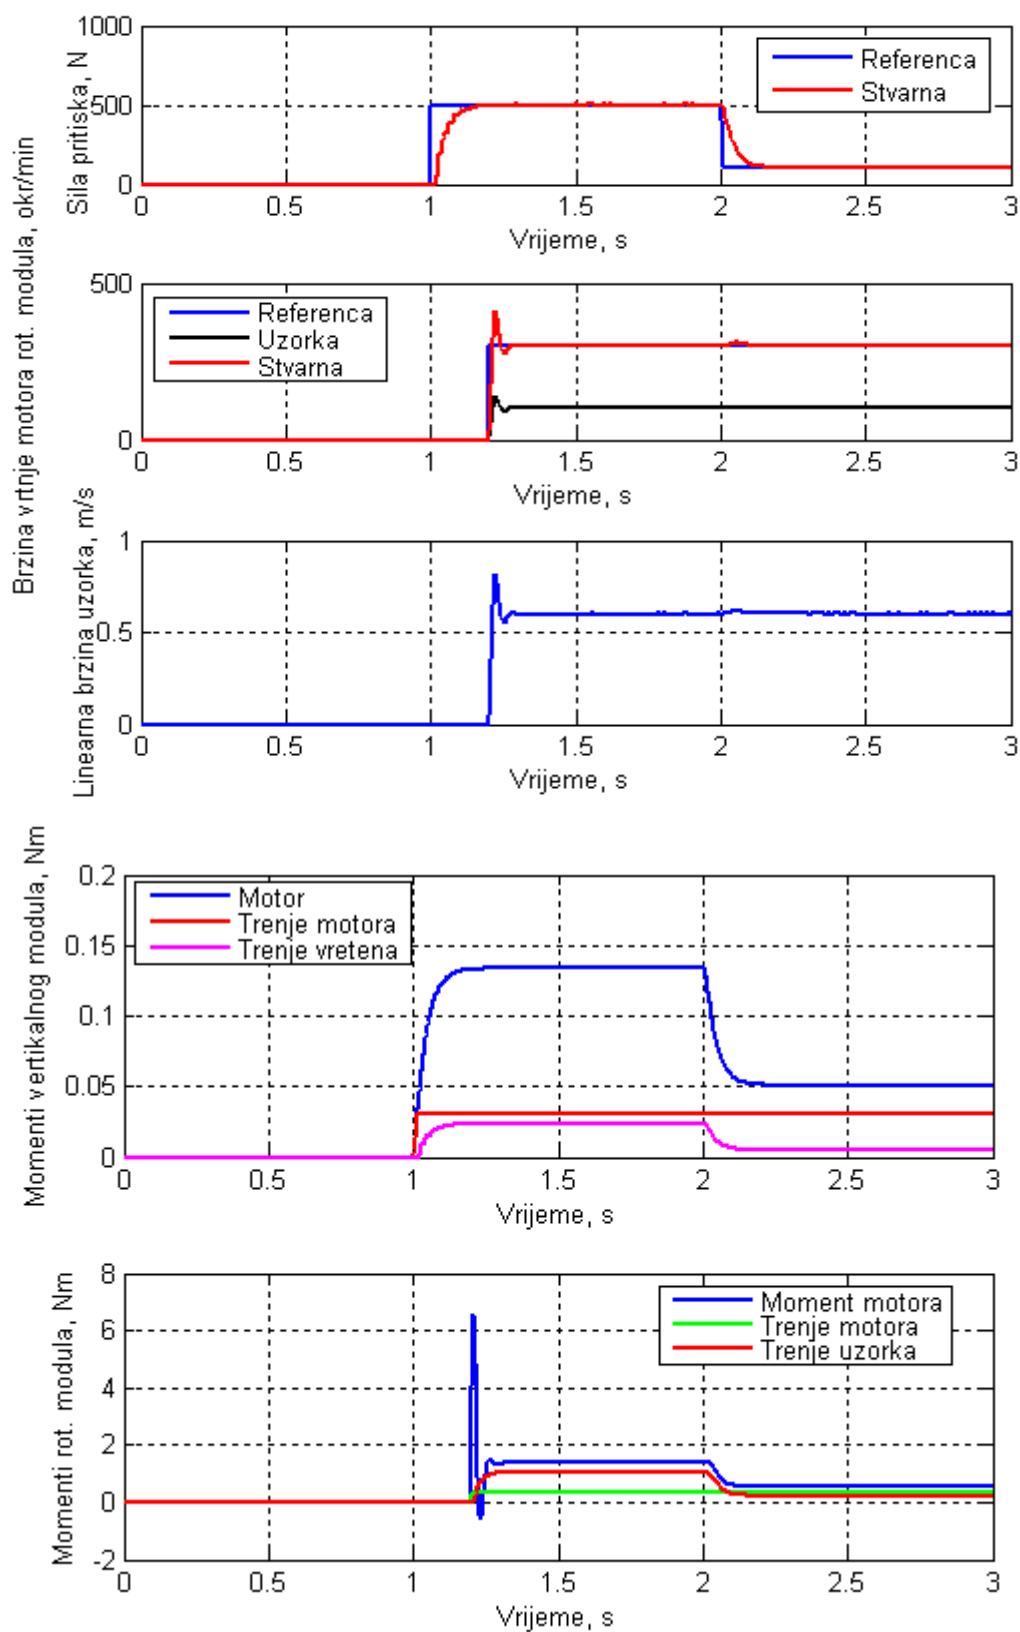 Brzina vrtnje motora rot. modula, okr/min
Sila pritiska, N
1000
500
0
Referenca
Stvarna
0 0.5 1 1.5 2 2.5 3
Vrijeme, s
500
0
Referenca
Uzorka
Stvarna
0 0.5 1 1.5 2 2.5 3
Vrijeme, s
Linearna brzina uzorka, m/s
1
0.5
0
0 0.5 1 1.5 2 2.5 3
Vrijeme, s
Momenti vertikalnog modula, Nm
0.2
0.15
0.1
0.05
0
Motor
Trenje motora
Trenje vretena
0 0.5 1 1.5 2 2.5 3
Vrijeme, s
Momenti rot. modula, Nm
8
6
4
2
0
-2
Moment motora
Trenje motora
Trenje uzorka
0 0.5 1 1.5 2 2.5 3
Vrijeme, s